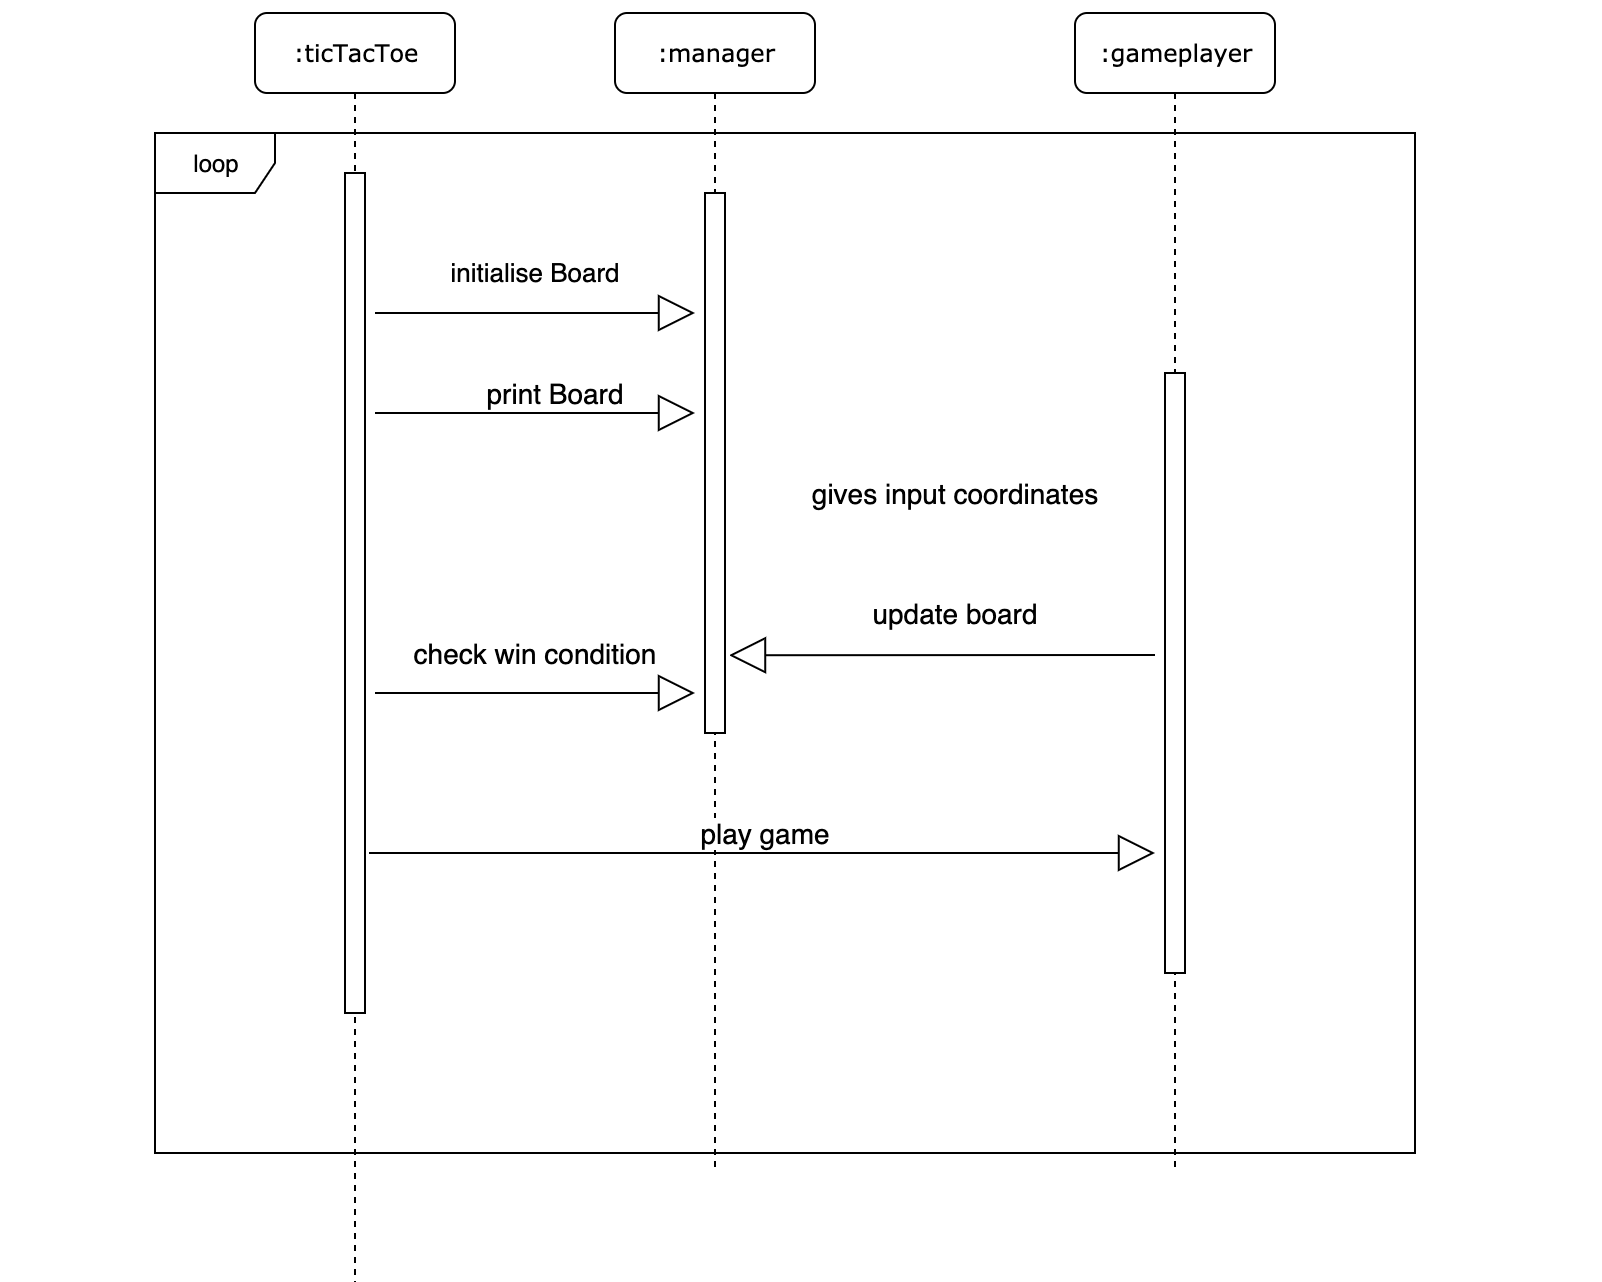 :ticTacToe
:manager
:gameplayer
loop
initialise Board
print Board
gives input coordinates
update board
check win condition
play game